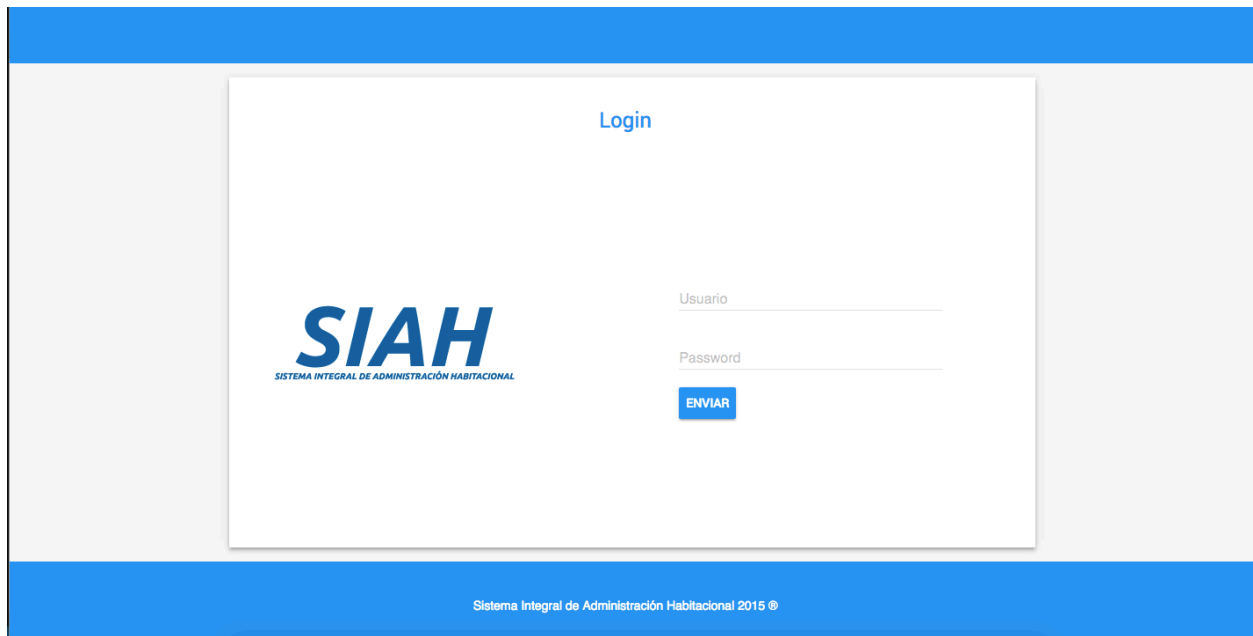 Login
SIAH
SISTEMA INTEGRAL DE ADMINISTRACIÓN HABITACIONAL
Usuario
Password
ENVIAR
Sistema Integral de Administración Habitacional 2015 ®